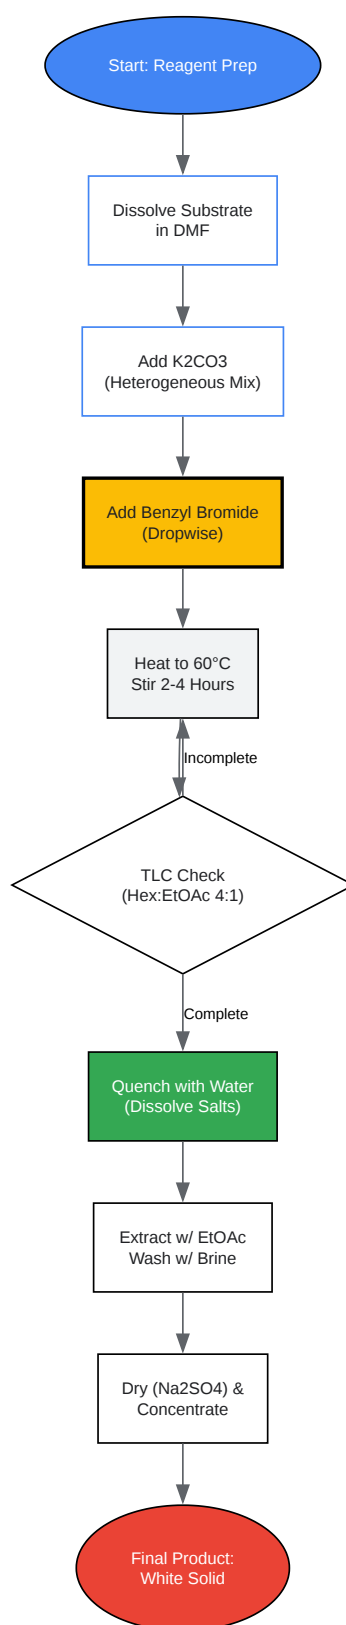 Start: Reagent Prep
Dissolve Substrate
in DMF
Add K2CO3
(Heterogeneous Mix)
Add Benzyl Bromide
(Dropwise)
Heat to 60°C
Stir 2-4 Hours
Incomplete
TLC Check
(Hex:EtOAc 4:1)
Complete
Quench with Water
(Dissolve Salts)
Extract w/ EtOAc
Wash w/ Brine
Dry (Na2SO4) &
Concentrate
Final Product:
White Solid